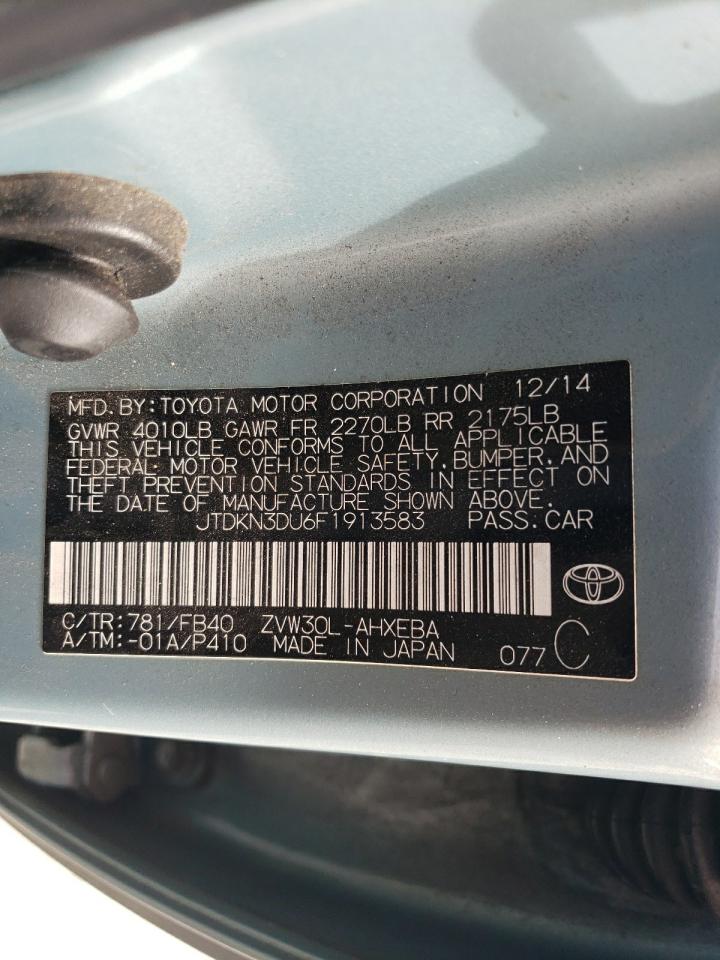 MFD. BY: TOYOTA MOTOR CORPORATION 12/14
GVWR 4010LB GAWR FR 2270LB RR 2175LB
THIS VEHICLE CONFORMS TO ALL APPLICABLE
FEDERAL MOTOR VEHICLE SAFETY, BUMPER, AND
THEFT PREVENTION STANDARDS IN EFFECT ON
THE DATE OF MANUFACTURE SHOWN ABOVE.
JTDKN3DU6F1913583 PASS. CAR
C/TR: 781/FB40 ZVW30L-AHXEBA
A/TM: -01A/P410 MADE IN JAPAN 077 C